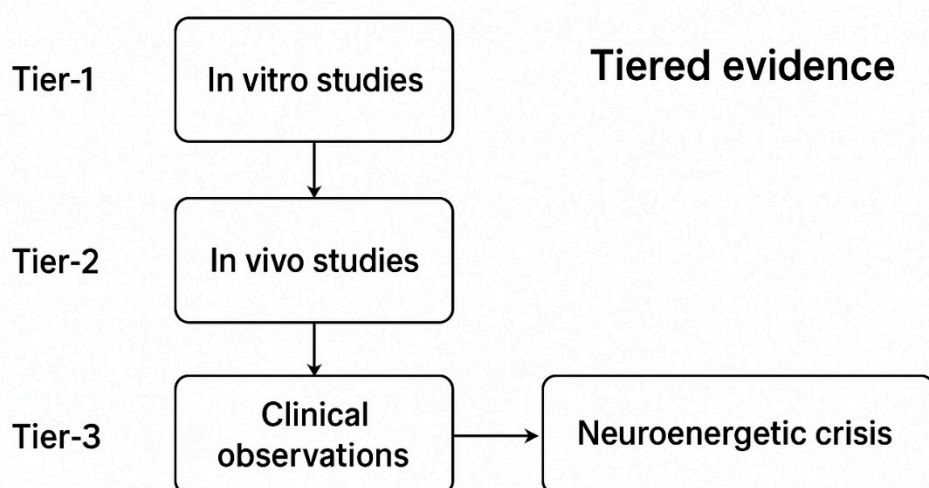 Tiered evidence
Tier-1
In vitro studies
Tier-2
In vivo studies
Tier-3
Clinical
observations
Neuroenergetic crisis